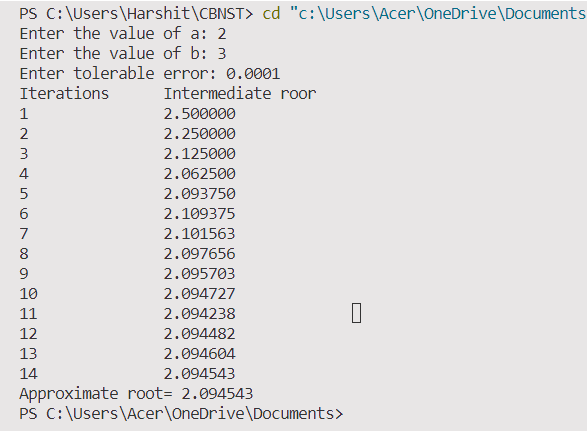 PS C:\Users\Harshit\CBNST> cd "c:\Users\Acer\OneDrive\Documents
Enter the value of a: 2
Enter the value of b: 3
Enter tolerable error: 0.0001
Iterations Intermediate roor
1 2.500000
2 2.250000
3 2.125000
4 2.062500
5 2.093750
6 2.109375
7 2.101563
8 2.097656
9 2.095703
10 2.094727
11 2.094238
12 2.094482
13 2.094604
14 2.094543
Approximate root= 2.094543
PS C:\Users\Acer\OneDrive\Documents>